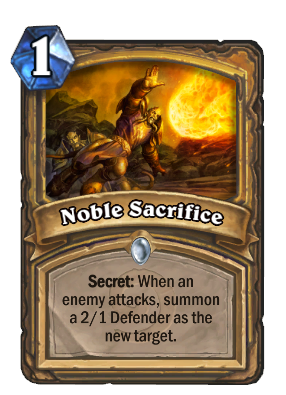 1
Noble Sacrifice
Secret: When an
enemy attacks, summon
a 2/1 Defender as the
new target.